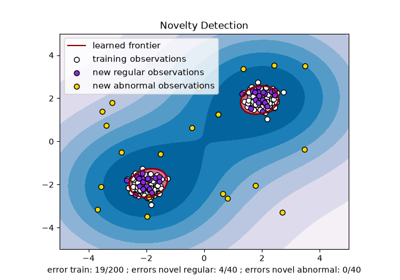 Novelty Detection
learned frontier
training observations
new regular observations
new abnormal observations
4
2
0
−2
−4
−4 −2 0 2 4
error train: 19/200 ; errors novel regular: 4/40 ; errors novel abnormal: 0/40